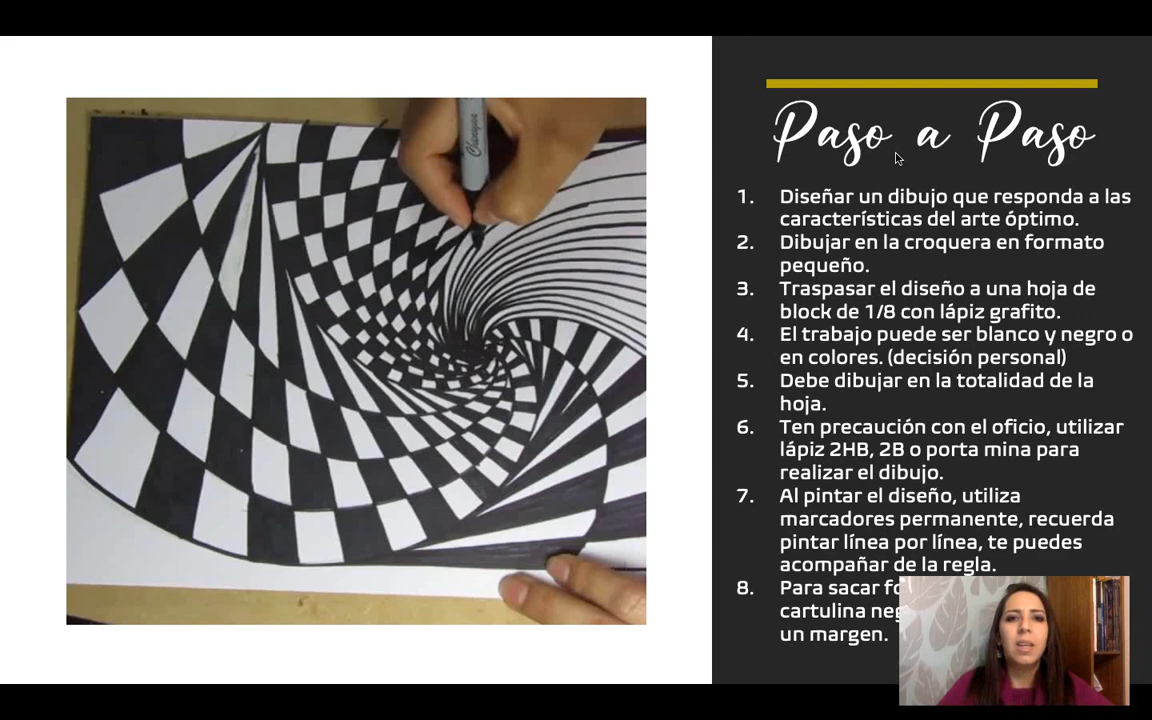 Paso a Paso
1. Diseñar un dibujo que responda a las
características del arte óptimo.
2. Dibujar en la croquera en formato
pequeño.
3. Traspasar el diseño a una hoja de
block de 1/8 con lápiz grafito.
4. El trabajo puede ser blanco y negro o
en colores. (decisión personal)
5. Debe dibujar en la totalidad de la
hoja.
6. Ten precaución con el oficio, utilizar
lápiz 2HB, 2B o porta mina para
realizar el dibujo.
7. Al pintar el diseño, utiliza
marcadores permanente, recuerda
pintar línea por línea, te puedes
acompañar de la regla.
8. Para sacar
cartulina
un margen.